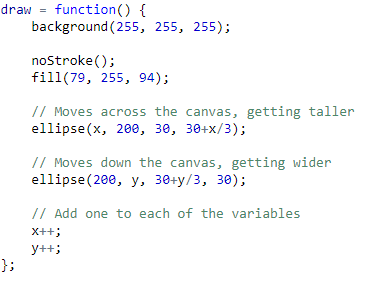 draw = function() {
    background(255, 255, 255);

    noStroke();
    fill(79, 255, 94);

    // Moves across the canvas, getting taller
    ellipse(x, 200, 30, 30+x/3);

    // Moves down the canvas, getting wider
    ellipse(200, y, 30+y/3, 30);

    // Add one to each of the variables
    x++;
    y++;
};